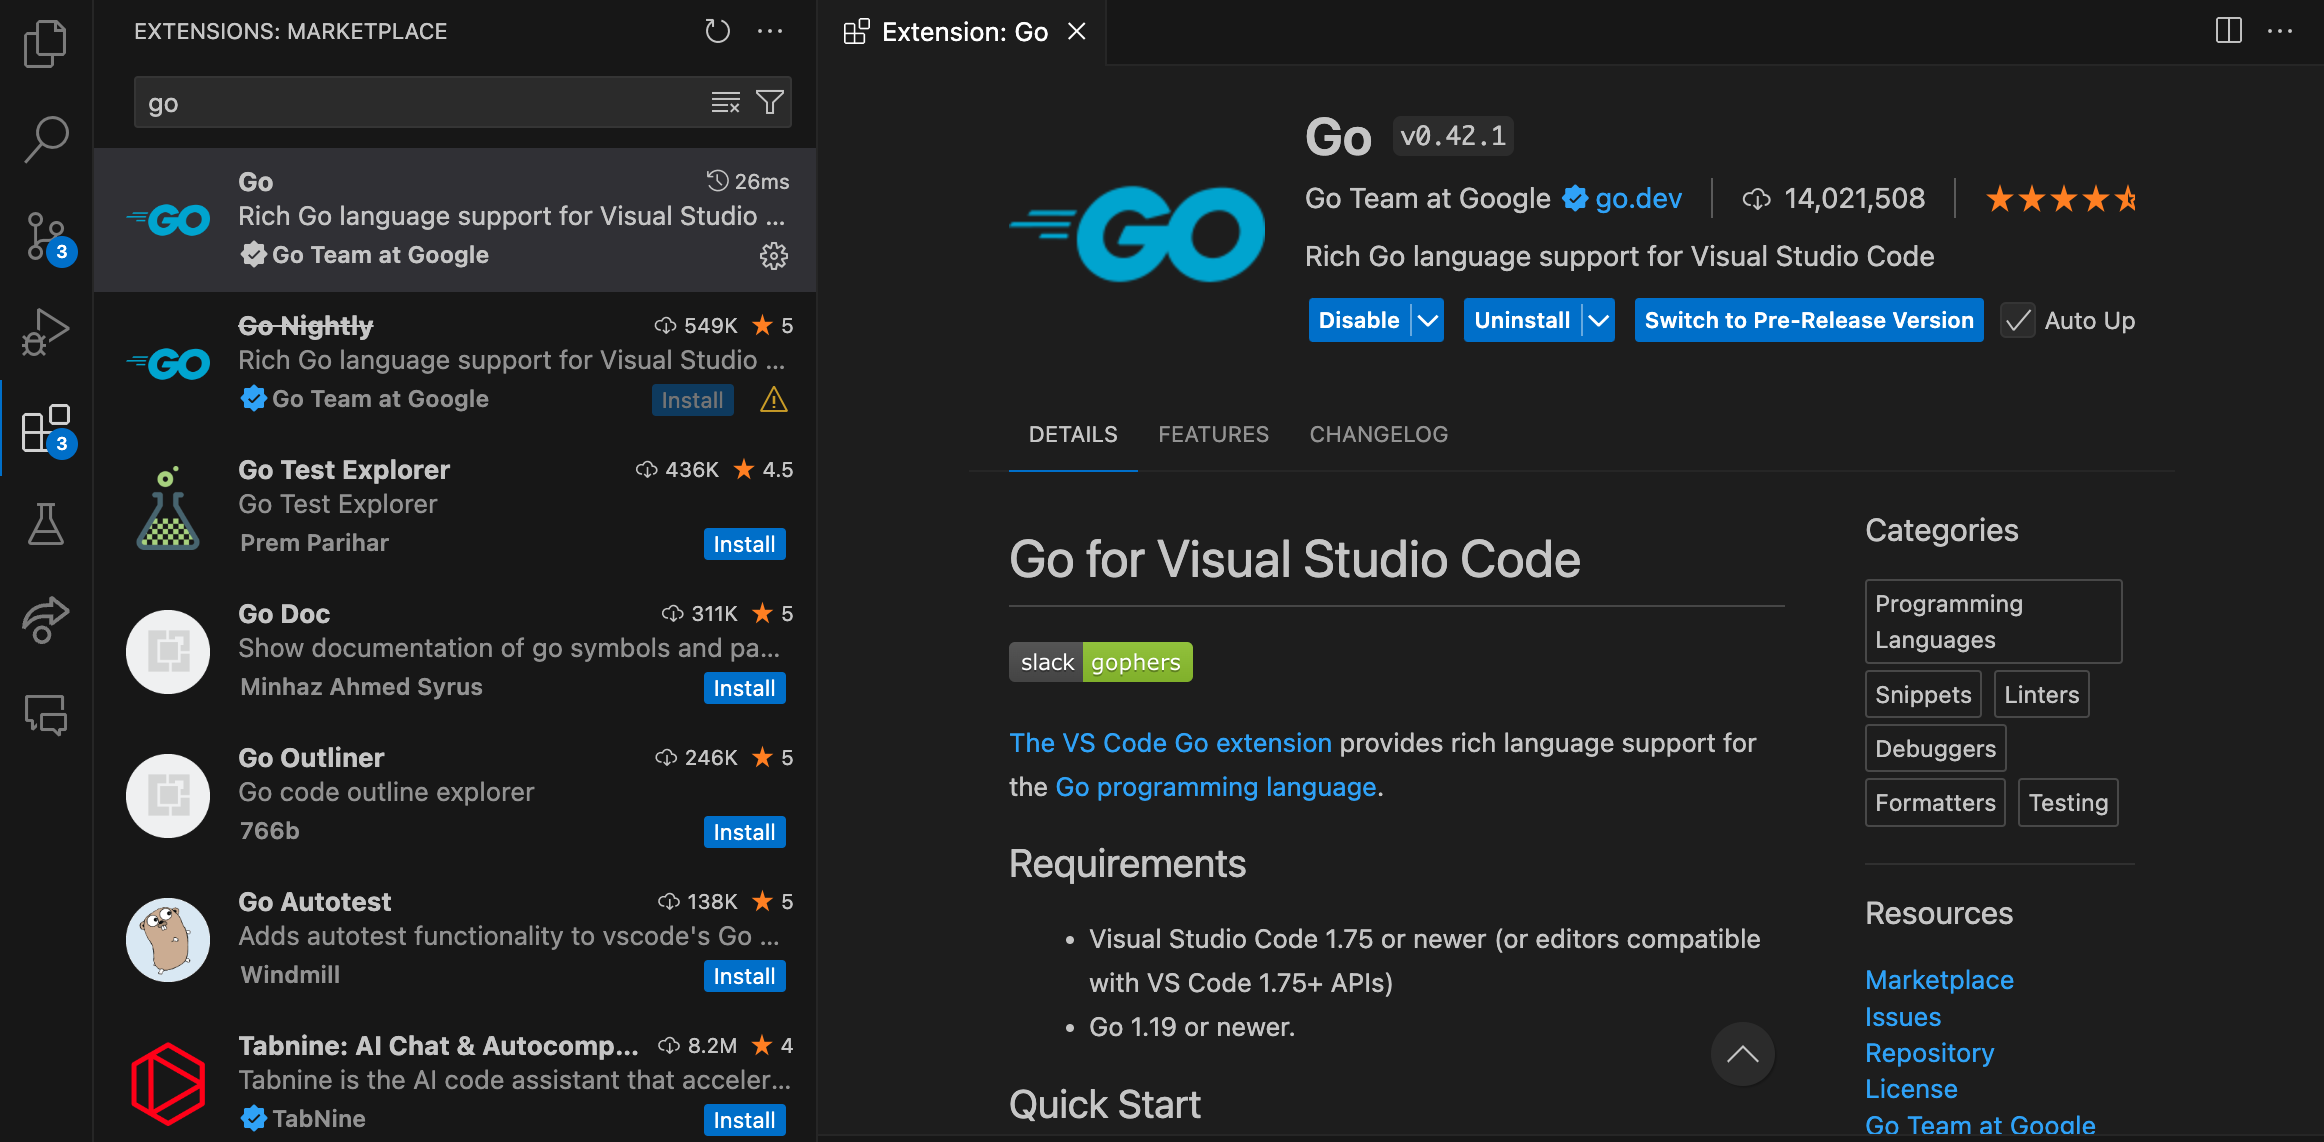 EXTENSIONS: MARKETPLACE
go
Go
26ms
Rich Go language support for Visual Studio ...
Go Team at Google
Go Nightly
549K ★ 5
Rich Go language support for Visual Studio ...
Go Team at Google
Install
Go Test Explorer
436K ★ 4.5
Go Test Explorer
Prem Parihar
Install
Go Doc
311K ★ 5
Show documentation of go symbols and pa...
Minhaz Ahmed Syrus
Install
Go Outliner
246K ★ 5
Go code outline explorer
766b
Install
Go Autotest
138K ★ 5
Adds autotest functionality to vscode's Go ...
Windmill
Install
Tabnine: AI Chat & Autocomp...
8.2M ★ 4
Tabnine is the AI code assistant that acceler...
TabNine
Install
3
3
GO
GO
Extension: Go
GO
Go v0.42.1
Go Team at Google go.dev 14,021,508
Rich Go language support for Visual Studio Code
Disable Uninstall Switch to Pre-Release Version Auto Up
DETAILS FEATURES CHANGELOG
Go for Visual Studio Code
slack gophers
The VS Code Go extension provides rich language support for
the Go programming language.
Requirements
• Visual Studio Code 1.75 or newer (or editors compatible
with VS Code 1.75+ APIs)
• Go 1.19 or newer.
Quick Start
Categories
Programming
Languages
Snippets Linters
Debuggers
Formatters Testing
Resources
Marketplace
Issues
Repository
License
Go Team at Google